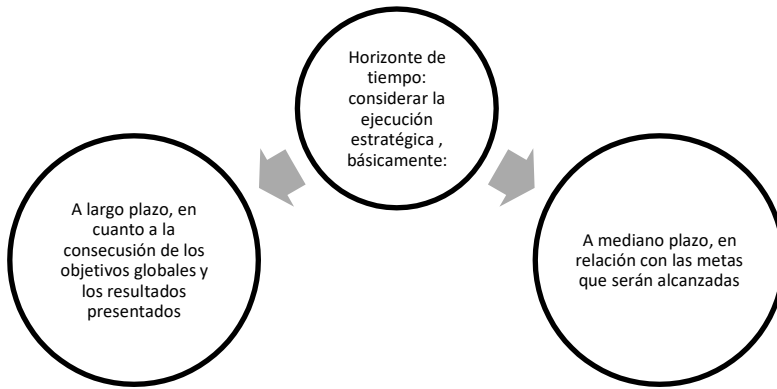 Horizonte de
tiempo:
considerar la
ejecución
estratégica ,
básicamente:
A largo plazo, en
cuanto a la
consecusión de los
objetivos globales y
los resultados
presentados
A mediano plazo, en
relación con las metas
que serán alcanzadas